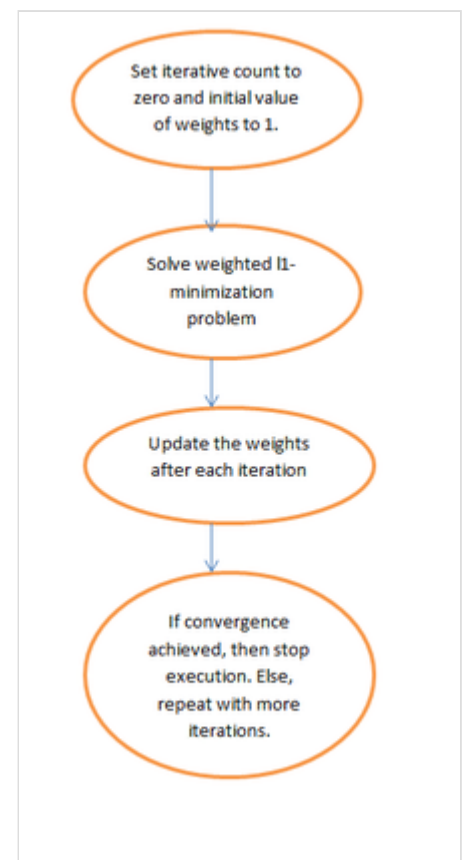 Set iterative count to
zero and initial value
of weights to 1.
Solve weighted l1-
minimization
problem
Update the weights
after each iteration
If convergence
achieved, then stop
execution. Else,
repeat with more
iterations.